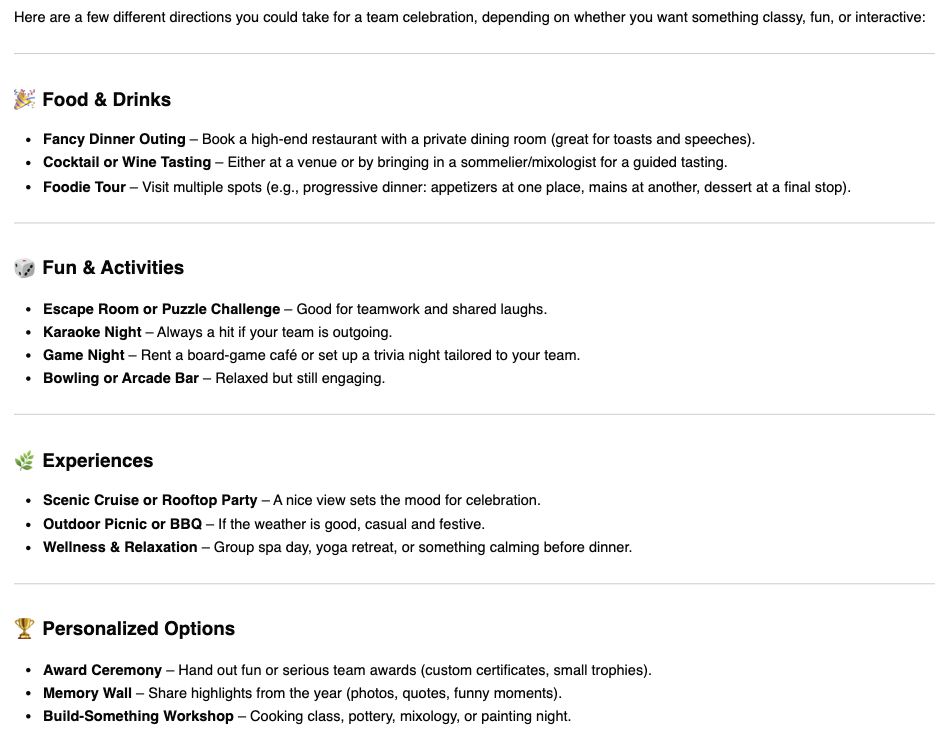 Here are a few different directions you could take for a team celebration, depending on whether you want something classy, fun, or interactive:
🎉 Food & Drinks
• Fancy Dinner Outing – Book a high-end restaurant with a private dining room (great for toasts and speeches).
• Cocktail or Wine Tasting – Either at a venue or by bringing in a sommelier/mixologist for a guided tasting.
• Foodie Tour – Visit multiple spots (e.g., progressive dinner: appetizers at one place, mains at another, dessert at a final stop).
🎲 Fun & Activities
• Escape Room or Puzzle Challenge – Good for teamwork and shared laughs.
• Karaoke Night – Always a hit if your team is outgoing.
• Game Night – Rent a board-game café or set up a trivia night tailored to your team.
• Bowling or Arcade Bar – Relaxed but still engaging.
🌿 Experiences
• Scenic Cruise or Rooftop Party – A nice view sets the mood for celebration.
• Outdoor Picnic or BBQ – If the weather is good, casual and festive.
• Wellness & Relaxation – Group spa day, yoga retreat, or something calming before dinner.
🏆 Personalized Options
• Award Ceremony – Hand out fun or serious team awards (custom certificates, small trophies).
• Memory Wall – Share highlights from the year (photos, quotes, funny moments).
• Build-Something Workshop – Cooking class, pottery, mixology, or painting night.